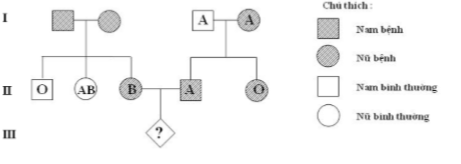 Chú thích :
I
A
A
Nam bệnh
Nữ bệnh
II
O
AB
B
A
O
Nam bình thường
Nữ bình thường
III
?